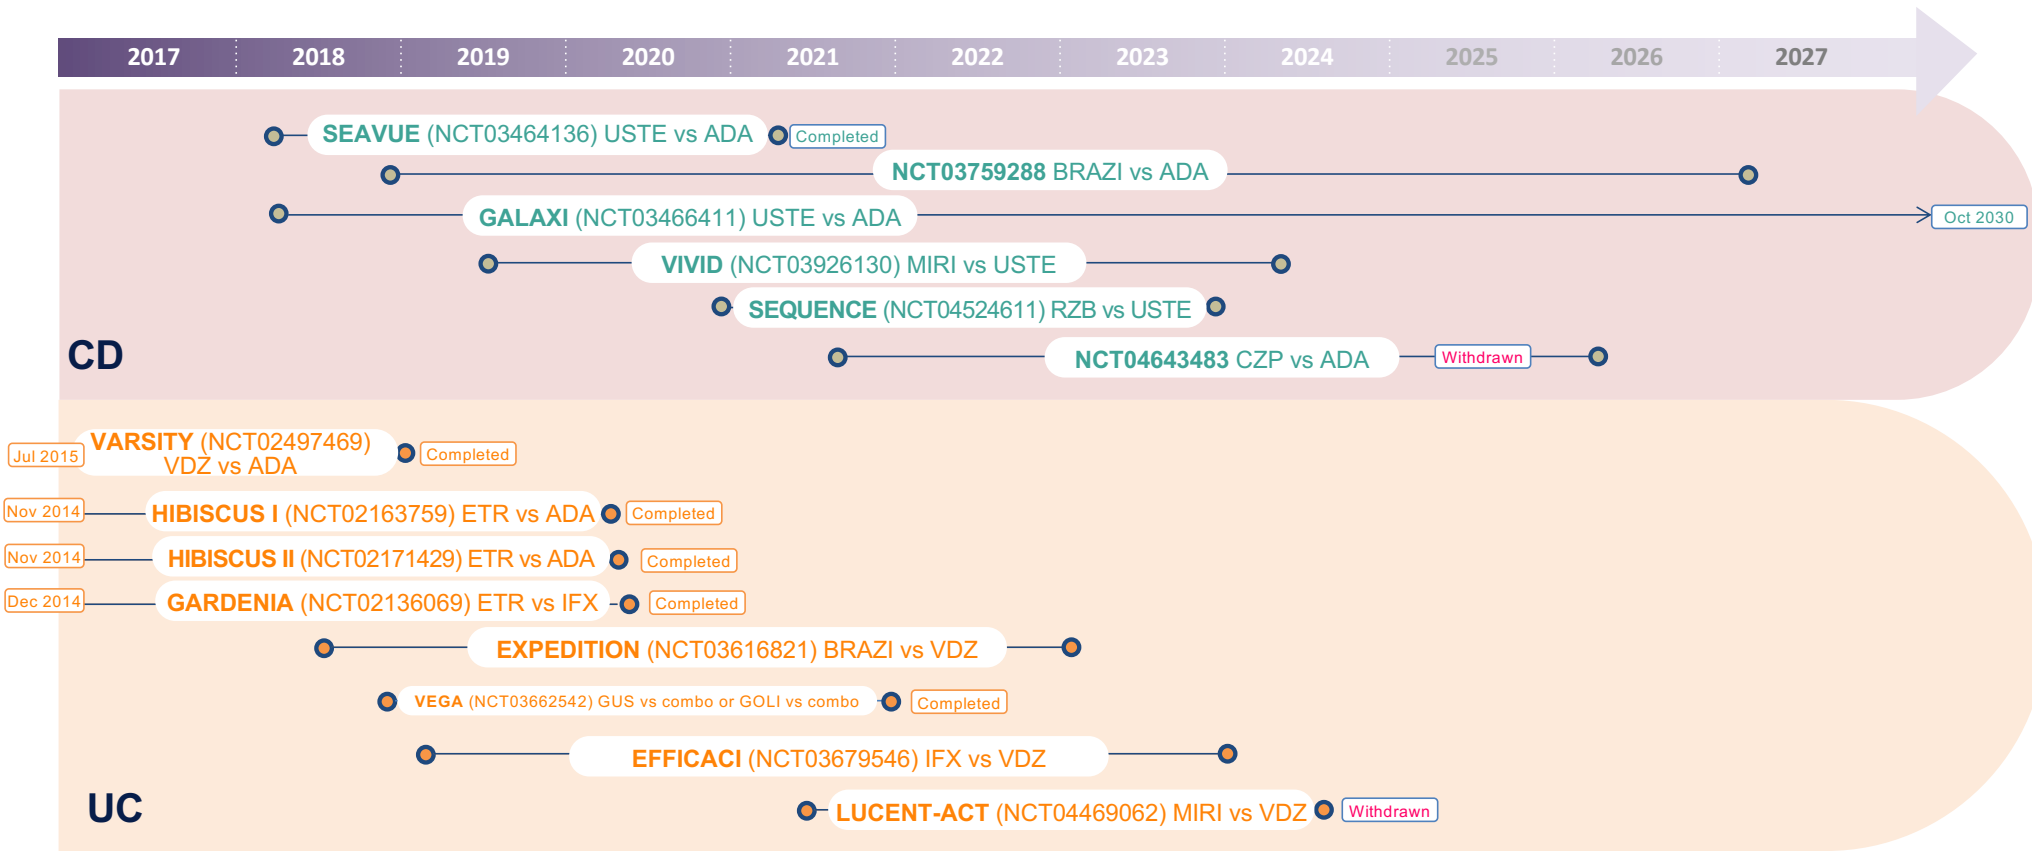 2017 2018 2019 2020 2021 2022 2023 2024 2025 2026 2027
SEAVUE (NCT03464136) USTE vs ADA Completed
NCT03759288 BRAZI vs ADA
GALAXI (NCT03466411) USTE vs ADA Oct 2030
VIVID (NCT03926130) MIRI vs USTE
SEQUENCE (NCT04524611) RZB vs USTE
CD
NCT04643483 CZP vs ADA Withdrawn
Jul 2015 VARSITY (NCT02497469)
VDZ vs ADA Completed
Nov 2014 HIBISCUS I (NCT02163759) ETR vs ADA Completed
Nov 2014 HIBISCUS II (NCT02171429) ETR vs ADA Completed
Dec 2014 GARDENIA (NCT02136069) ETR vs IFX Completed
EXPEDITION (NCT03616821) BRAZI vs VDZ
VEGA (NCT03662542) GUS vs combo or GOLI vs combo Completed
EFFICACI (NCT03679546) IFX vs VDZ
UC
LUCENT-ACT (NCT04469062) MIRI vs VDZ Withdrawn